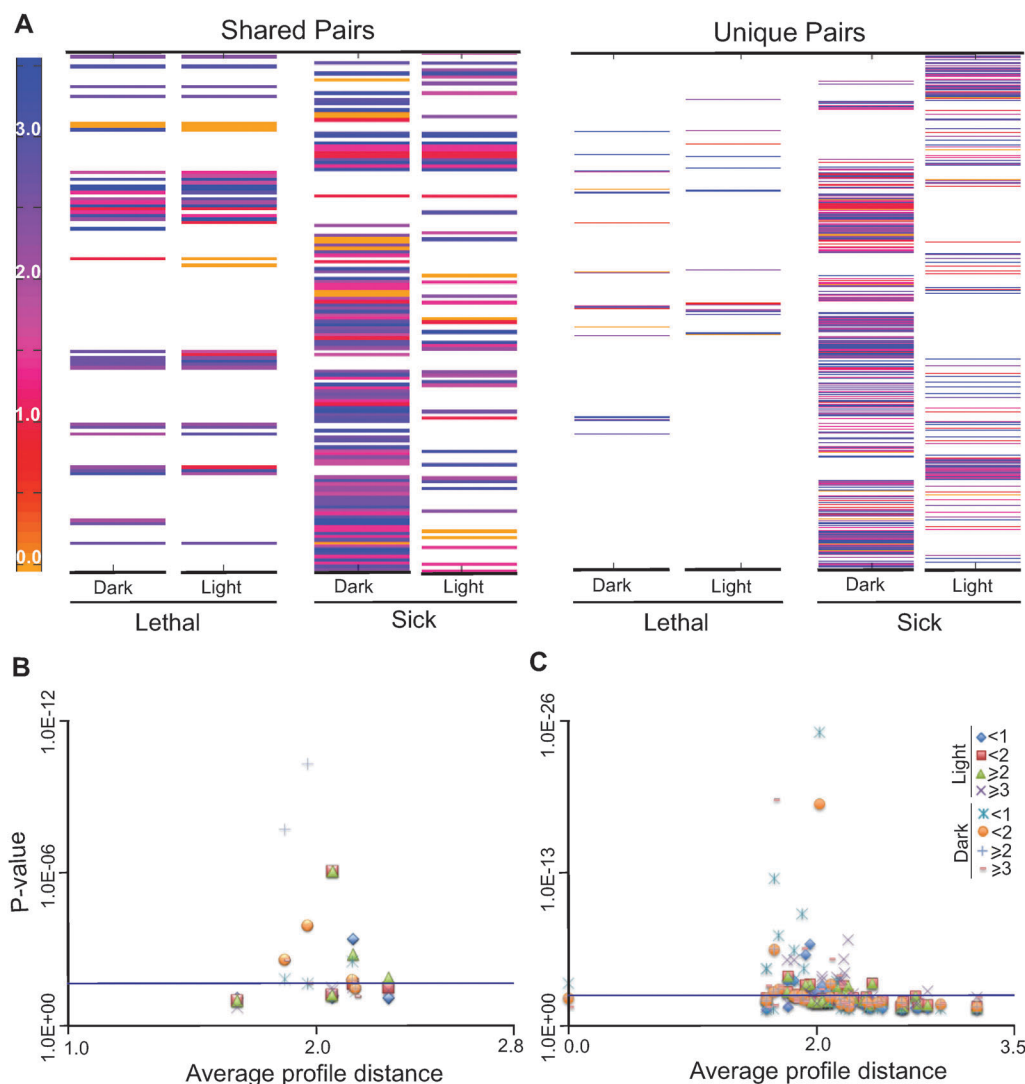 A
Shared Pairs
Unique Pairs
3.0
2.0
1.0
0.0
Dark
Light
Dark
Light
Dark
Light
Dark
Light
Lethal
Sick
Lethal
Sick
B
C
P-value
1.0E-12
1.0E-06
1.0E+00
1.0
2.0
2.8
Average profile distance
1.0E-26
1.0E-13
1.0E+00
0.0
2.0
3.5
Average profile distance
Light
<1
<2
⩾2
⩾3
Dark
<1
<2
⩾2
⩾3